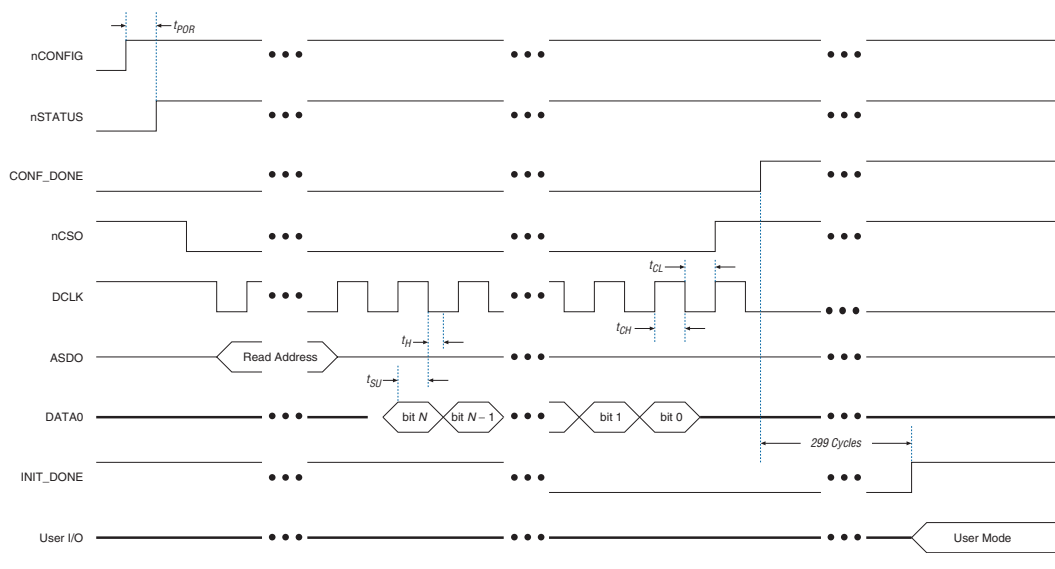 tPOR
nCONFIG
nSTATUS
CONF_DONE
nCSO
tCL
DCLK
tCH
tH
ASDO
Read Address
tSU
DATA0
bit N
bit N – 1
bit 1
bit 0
299 Cycles
INIT_DONE
User I/O
User Mode